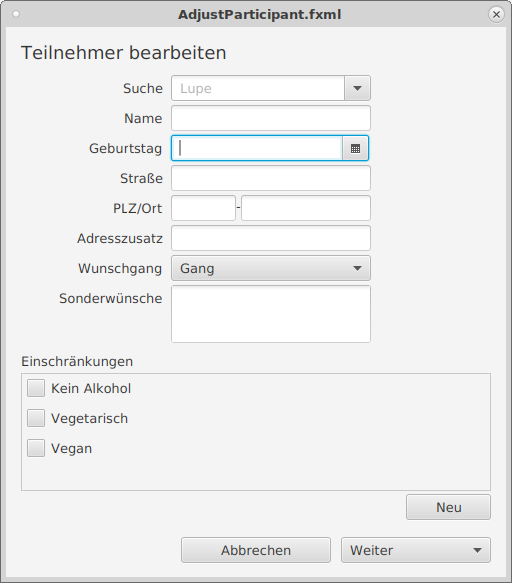 AdjustParticipant.fxml
Teilnehmer bearbeiten
Suche Lupe
Name
Geburtstag
Straße
PLZ/Ort -
Adresszusatz
Wunschgang Gang
Sonderwünsche
Einschränkungen
Kein Alkohol
Vegetarisch
Vegan
Neu
Abbrechen Weiter